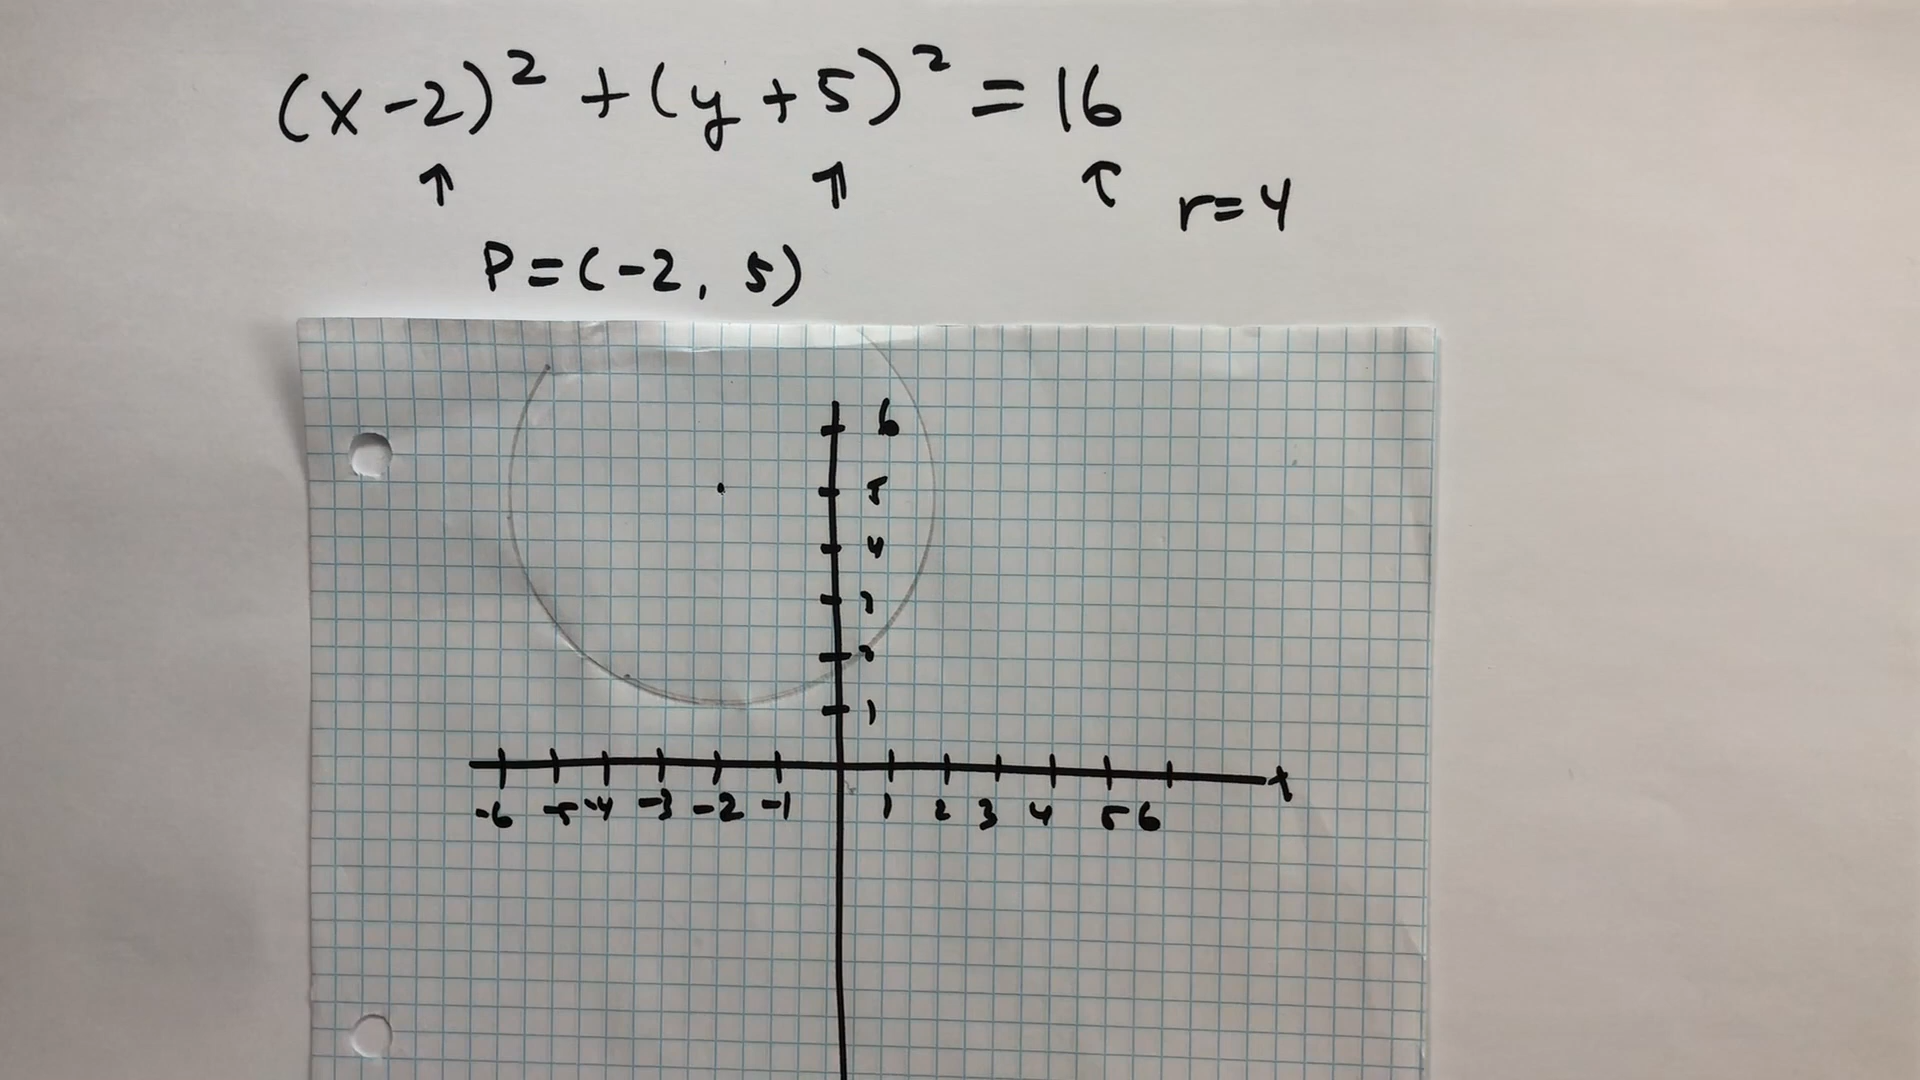 (x-2)² + (y+5)² = 16
↑ ↑ ↑ r=4
P=(-2, 5)
6
5
4
3
2
1
-6 -5 -4 -3 -2 -1 1 2 3 4 5 6